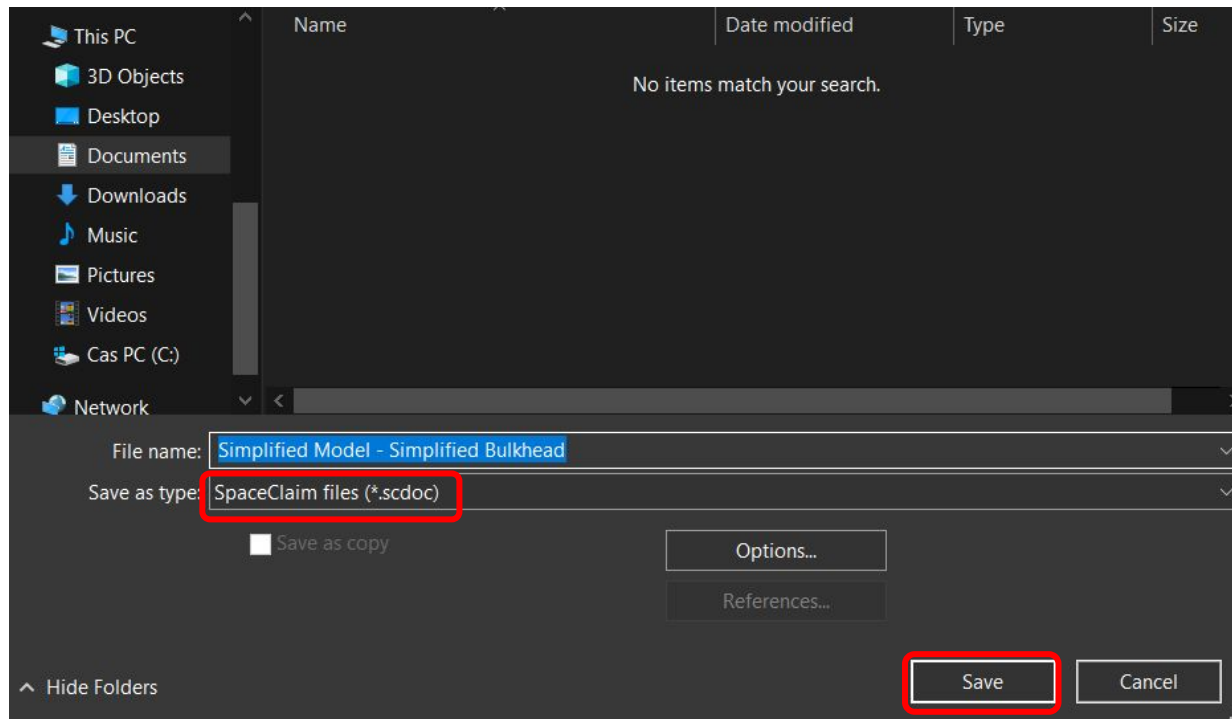 This PC
3D Objects
Desktop
Documents
Downloads
Music
Pictures
Videos
Cas PC (C:)
Network
Name Date modified Type Size
No items match your search.
File name: Simplified Model - Simplified Bulkhead
Save as type: SpaceClaim files (*.scdoc)
Save as copy
Options...
References...
Hide Folders
Save
Cancel